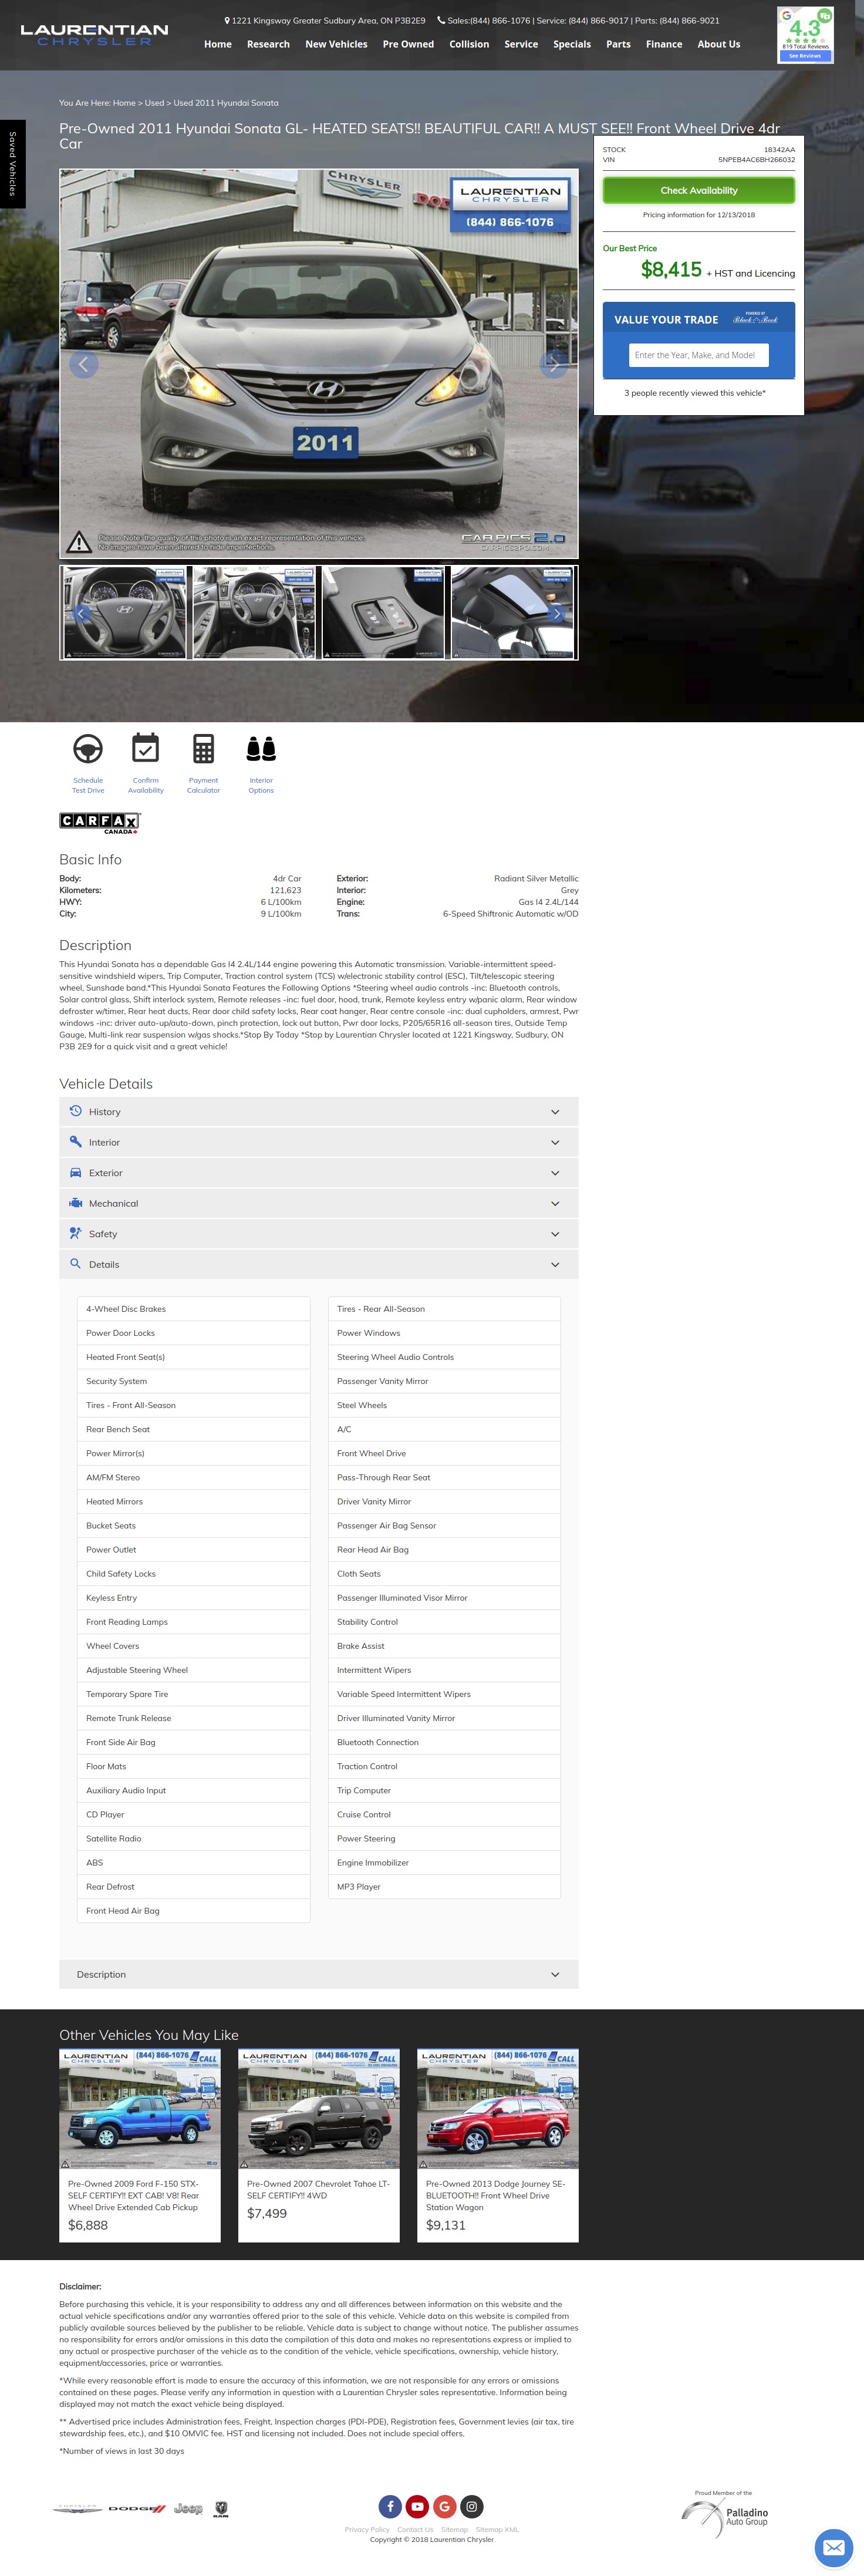 LAURENTIAN
CHRYSLER
1221 Kingsway Greater Sudbury Area, ON P3B2E9 Sales:(844) 866-1076 | Service: (844) 866-9017 | Parts: (844) 866-9021
Home Research New Vehicles Pre Owned Collision Service Specials Parts Finance About Us
4.3
819 Total Reviews
See Reviews
Saved Vehicles
You Are Here: Home > Used > Used 2011 Hyundai Sonata
Pre-Owned 2011 Hyundai Sonata GL- HEATED SEATS!! BEAUTIFUL CAR!! A MUST SEE!! Front Wheel Drive 4dr
Car
CHRYSLER
LAURENTIAN
CHRYSLER
(844) 866-1076
2011
Please Note: the quality of this photo is an exact representation of this vehicle.
No images have been altered to hide imperfections.
CARPICS 2.0
CARPICS2P0.COM
STOCK 18342AA
VIN 5NPEB4AC6BH266032
Check Availability
Pricing information for 12/13/2018
Our Best Price
$8,415 + HST and Licencing
VALUE YOUR TRADE
POWERED BY
Black Book
Enter the Year, Make, and Model
3 people recently viewed this vehicle*
Schedule
Test Drive
Confirm
Availability
Payment
Calculator
Interior
Options
CARFAX
CANADA
Basic Info
Body: 4dr Car
Kilometers: 121,623
HWY: 6 L/100km
City: 9 L/100km
Exterior: Radiant Silver Metallic
Interior: Grey
Engine: Gas I4 2.4L/144
Trans: 6-Speed Shiftronic Automatic w/OD
Description
This Hyundai Sonata has a dependable Gas I4 2.4L/144 engine powering this Automatic transmission. Variable-intermittent speed-
sensitive windshield wipers, Trip Computer, Traction control system (TCS) w/electronic stability control (ESC), Tilt/telescopic steering
wheel, Sunshade band.*This Hyundai Sonata Features the Following Options *Steering wheel audio controls -inc: Bluetooth controls,
Solar control glass, Shift interlock system, Remote releases -inc: fuel door, hood, trunk, Remote keyless entry w/panic alarm, Rear window
defroster w/timer, Rear heat ducts, Rear door child safety locks, Rear coat hanger, Rear centre console -inc: dual cupholders, armrest, Pwr
windows -inc: driver auto-up/auto-down, pinch protection, lock out button, Pwr door locks, P205/65R16 all-season tires, Outside Temp
Gauge, Multi-link rear suspension w/gas shocks.*Stop By Today *Stop by Laurentian Chrysler located at 1221 Kingsway, Sudbury, ON
P3B 2E9 for a quick visit and a great vehicle!
Vehicle Details
History
Interior
Exterior
Mechanical
Safety
Details
4-Wheel Disc Brakes
Power Door Locks
Heated Front Seat(s)
Security System
Tires - Front All-Season
Rear Bench Seat
Power Mirror(s)
AM/FM Stereo
Heated Mirrors
Bucket Seats
Power Outlet
Child Safety Locks
Keyless Entry
Front Reading Lamps
Wheel Covers
Adjustable Steering Wheel
Temporary Spare Tire
Remote Trunk Release
Front Side Air Bag
Floor Mats
Auxiliary Audio Input
CD Player
Satellite Radio
ABS
Rear Defrost
Front Head Air Bag
Tires - Rear All-Season
Power Windows
Steering Wheel Audio Controls
Passenger Vanity Mirror
Steel Wheels
A/C
Front Wheel Drive
Pass-Through Rear Seat
Driver Vanity Mirror
Passenger Air Bag Sensor
Rear Head Air Bag
Cloth Seats
Passenger Illuminated Visor Mirror
Stability Control
Brake Assist
Intermittent Wipers
Variable Speed Intermittent Wipers
Driver Illuminated Vanity Mirror
Bluetooth Connection
Traction Control
Trip Computer
Cruise Control
Power Steering
Engine Immobilizer
MP3 Player
Description
Other Vehicles You May Like
LAURENTIAN CHRYSLER (844) 866-1076 CALL
LAURENTIAN CHRYSLER (844) 866-1076 CALL
LAURENTIAN CHRYSLER (844) 866-1076 CALL
Pre-Owned 2009 Ford F-150 STX-
SELF CERTIFY!! EXT CAB! V8! Rear
Wheel Drive Extended Cab Pickup
$6,888
Pre-Owned 2007 Chevrolet Tahoe LT-
SELF CERTIFY!! 4WD
$7,499
Pre-Owned 2013 Dodge Journey SE-
BLUETOOTH!! Front Wheel Drive
Station Wagon
$9,131
Disclaimer:
Before purchasing this vehicle, it is your responsibility to address any and all differences between information on this website and the
actual vehicle specifications and/or any warranties offered prior to the sale of this vehicle. Vehicle data on this website is compiled from
publicly available sources believed by the publisher to be reliable. Vehicle data is subject to change without notice. The publisher assumes
no responsibility for errors and/or omissions in this data the compilation of this data and makes no representations express or implied to
any actual or prospective purchaser of the vehicle as to the condition of the vehicle, vehicle specifications, ownership, vehicle history,
equipment/accessories, price or warranties.
*While every reasonable effort is made to ensure the accuracy of this information, we are not responsible for any errors or omissions
contained on these pages. Please verify any information in question with a Laurentian Chrysler sales representative. Information being
displayed may not match the exact vehicle being displayed.
** Advertised price includes Administration fees, Freight, Inspection charges (PDI-PDE), Registration fees, Government levies (air tax, tire
stewardship fees, etc.), and $10 OMVIC fee. HST and licensing not included. Does not include special offers.
*Number of views in last 30 days
CHRYSLER DODGE Jeep RAM
Privacy Policy Contact Us Sitemap Sitemap XML
Copyright © 2018 Laurentian Chrysler
Proud Member of the
Palladino
Auto Group